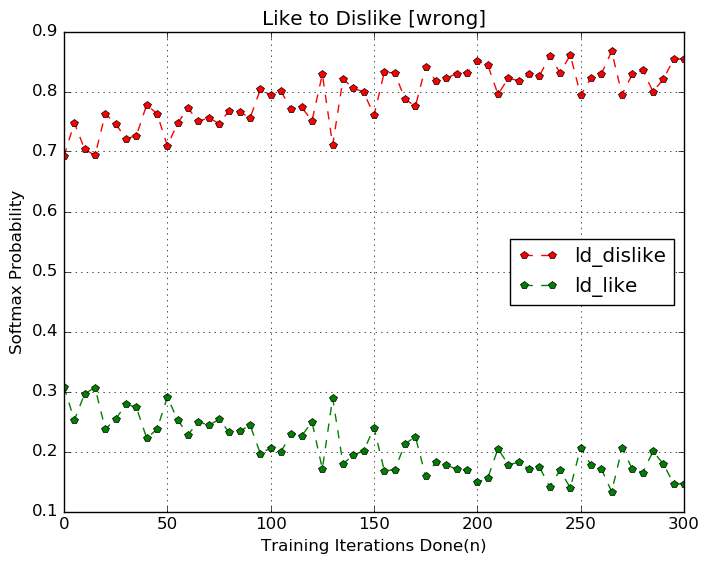 Like to Dislike [wrong]
0.9
0.8
0.7
0.6
0.5
0.4
0.3
0.2
0.1
Softmax Probability
ld_dislike
ld_like
0 50 100 150 200 250 300
Training Iterations Done(n)